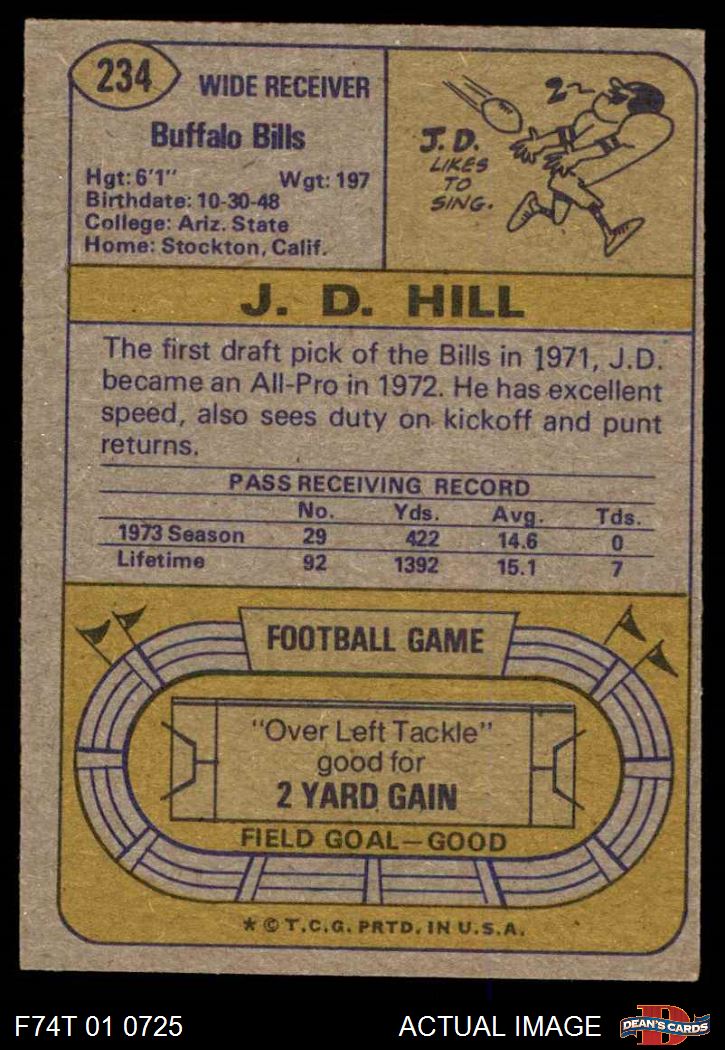 234
WIDE RECEIVER
Buffalo Bills
Hgt: 6'1" Wgt: 197
Birthdate: 10-30-48
College: Ariz. State
Home: Stockton, Calif.
J. D.
LIKES
TO
SING.
J. D. HILL
The first draft pick of the Bills in 1971, J.D.
became an All-Pro in 1972. He has excellent
speed, also sees duty on kickoff and punt
returns.
PASS RECEIVING RECORD
No. Yds. Avg. Tds.
1973 Season 29 422 14.6 0
Lifetime 92 1392 15.1 7
FOOTBALL GAME
"Over Left Tackle"
good for
2 YARD GAIN
FIELD GOAL—GOOD
* © T.C.G. PRTD. IN U.S.A.
F74T 01 0725 ACTUAL IMAGE
D
DEAN'S CARDS